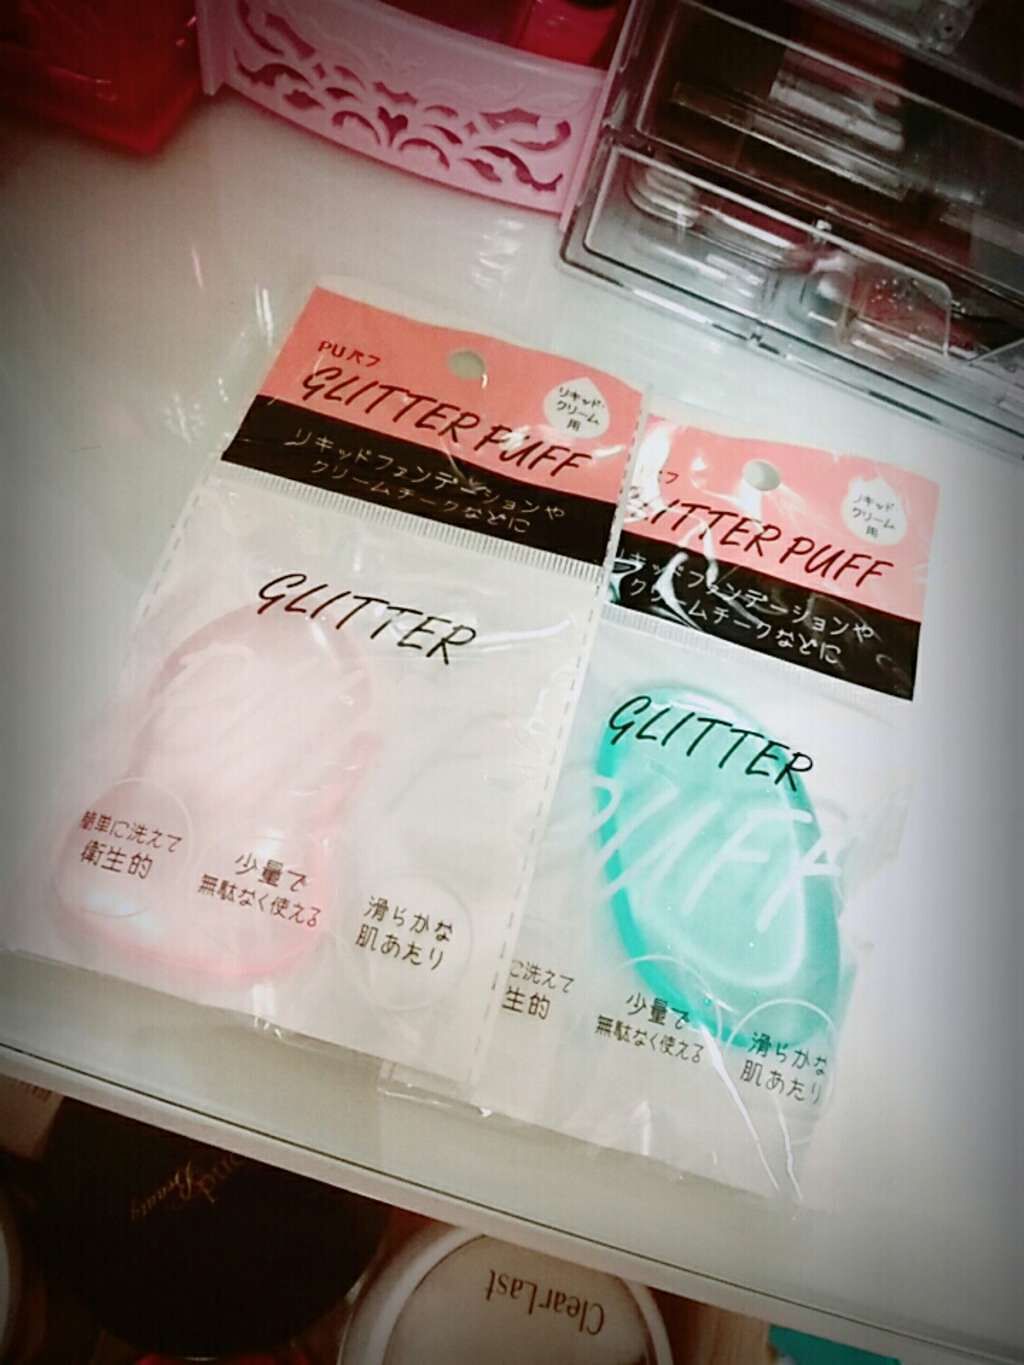 PUパフ
GLITTER PUFF
リキッド・
クリーム
用
リキッドファンデーションや
クリームチークなどに
GLITTER
簡単に洗えて
衛生的
少量で
無駄なく使える
滑らかな
肌あたり
フ
LITTER PUFF
リキッド
クリーム
用
リキッドファンデーションや
クリームチークなどに
GLITTER
PUFF
に洗えて
生的
少量で
無駄なく使える
滑らかな
肌あたり
Beauty
ClearLast